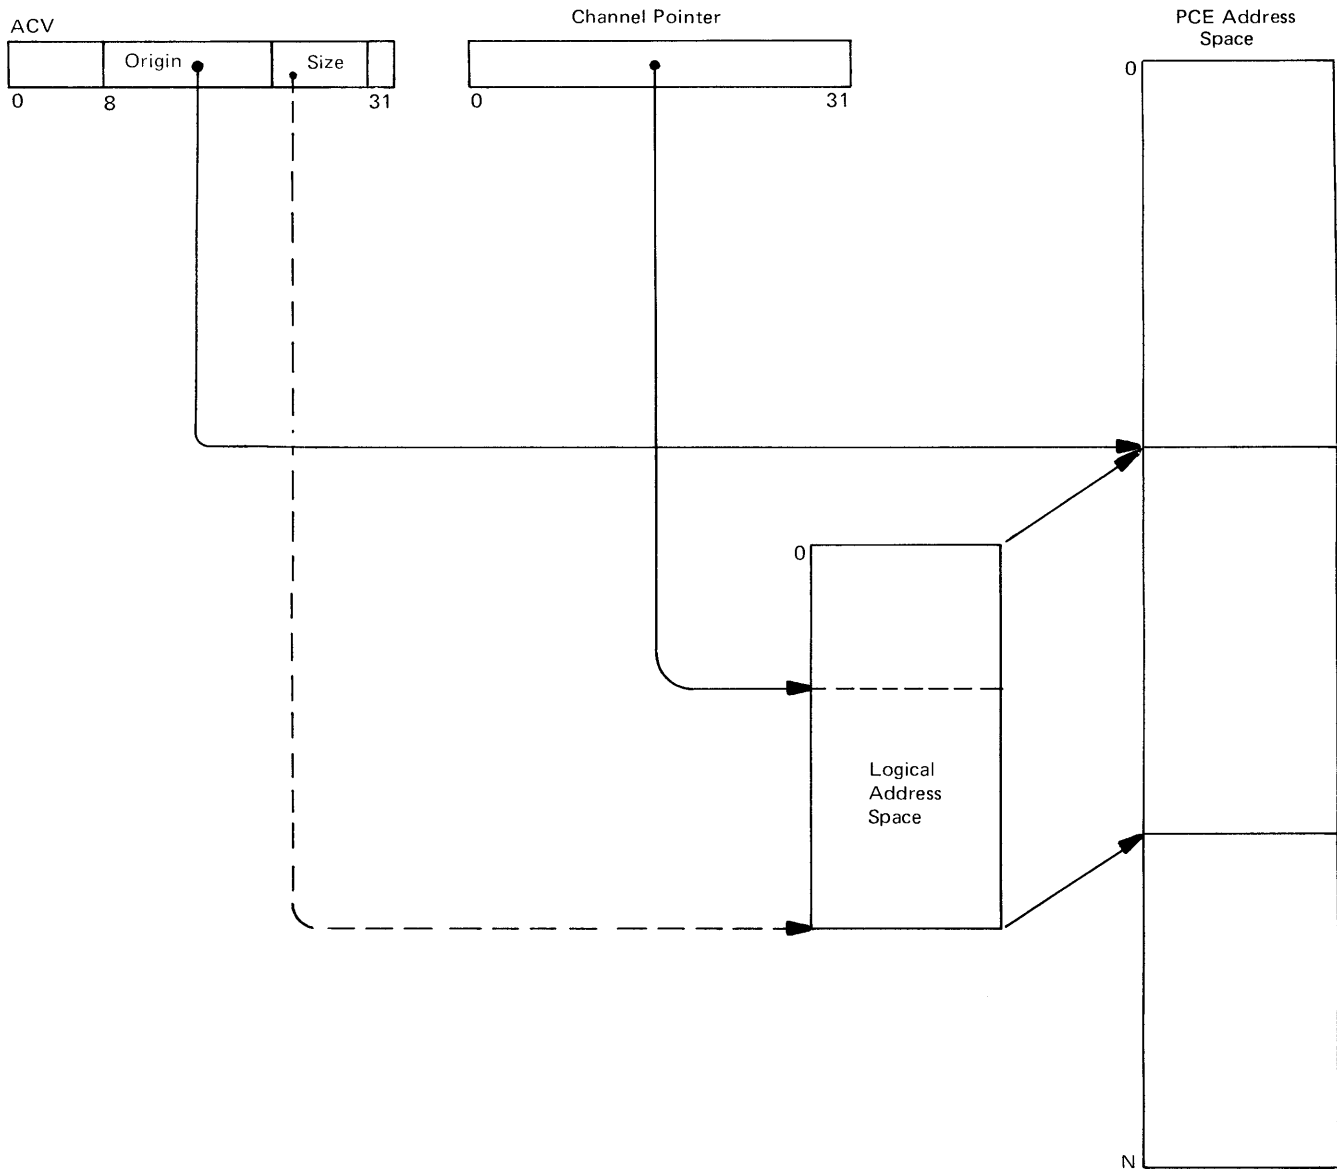 ACV
Channel Pointer
PCE Address
Space
Origin
Size
0
8
31
0
31
0
0
Logical
Address
Space
N